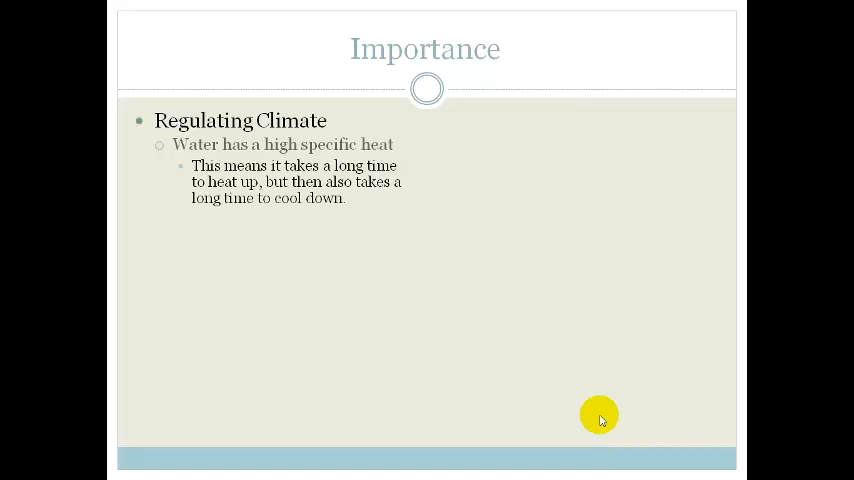 Importance
Regulating Climate
Water has a high specific heat
This means it takes a long time
to heat up, but then also takes a
long time to cool down.